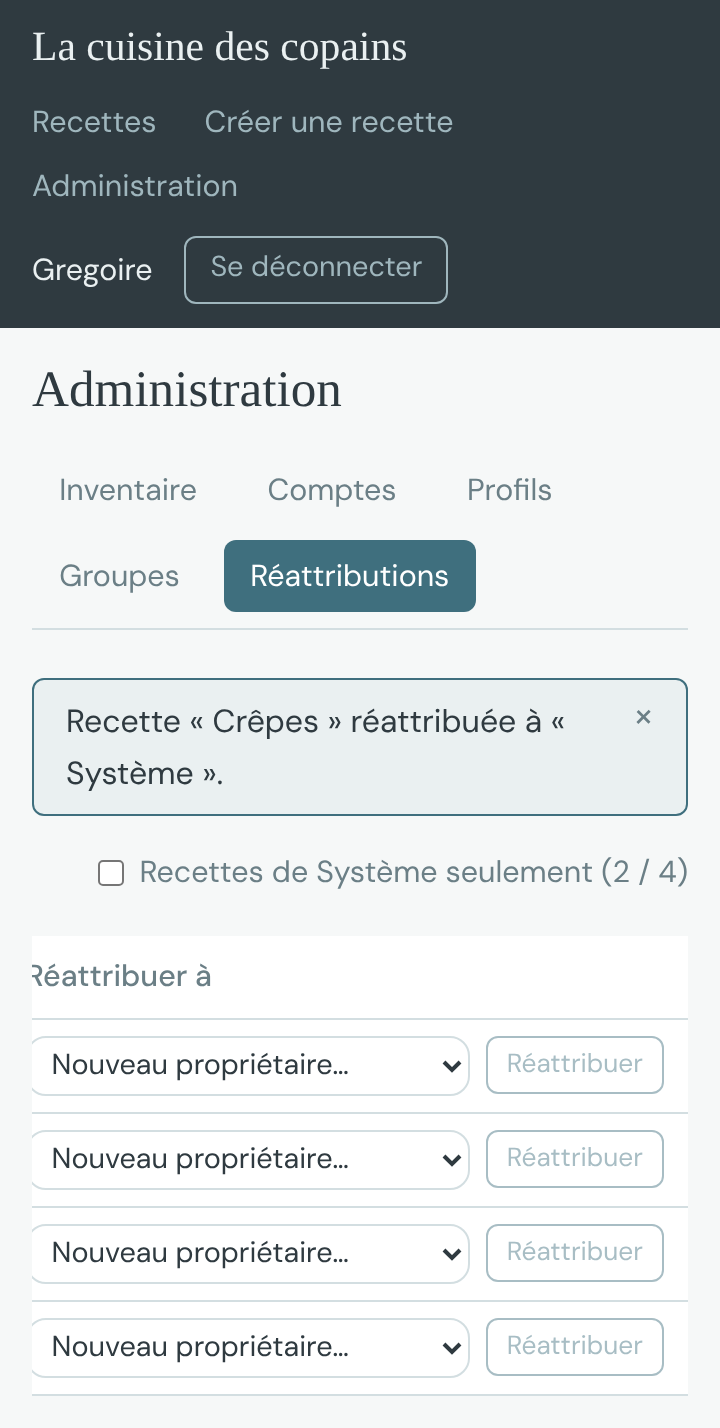 La cuisine des copains
Recettes Créer une recette
Administration
Gregoire Se déconnecter
Administration
Inventaire Comptes Profils
Groupes Réattributions
Recette « Crêpes » réattribuée à « ×
Système ».
Recettes de Système seulement (2 / 4)
Réattribuer à
Nouveau propriétaire... Réattribuer
Nouveau propriétaire... Réattribuer
Nouveau propriétaire... Réattribuer
Nouveau propriétaire... Réattribuer